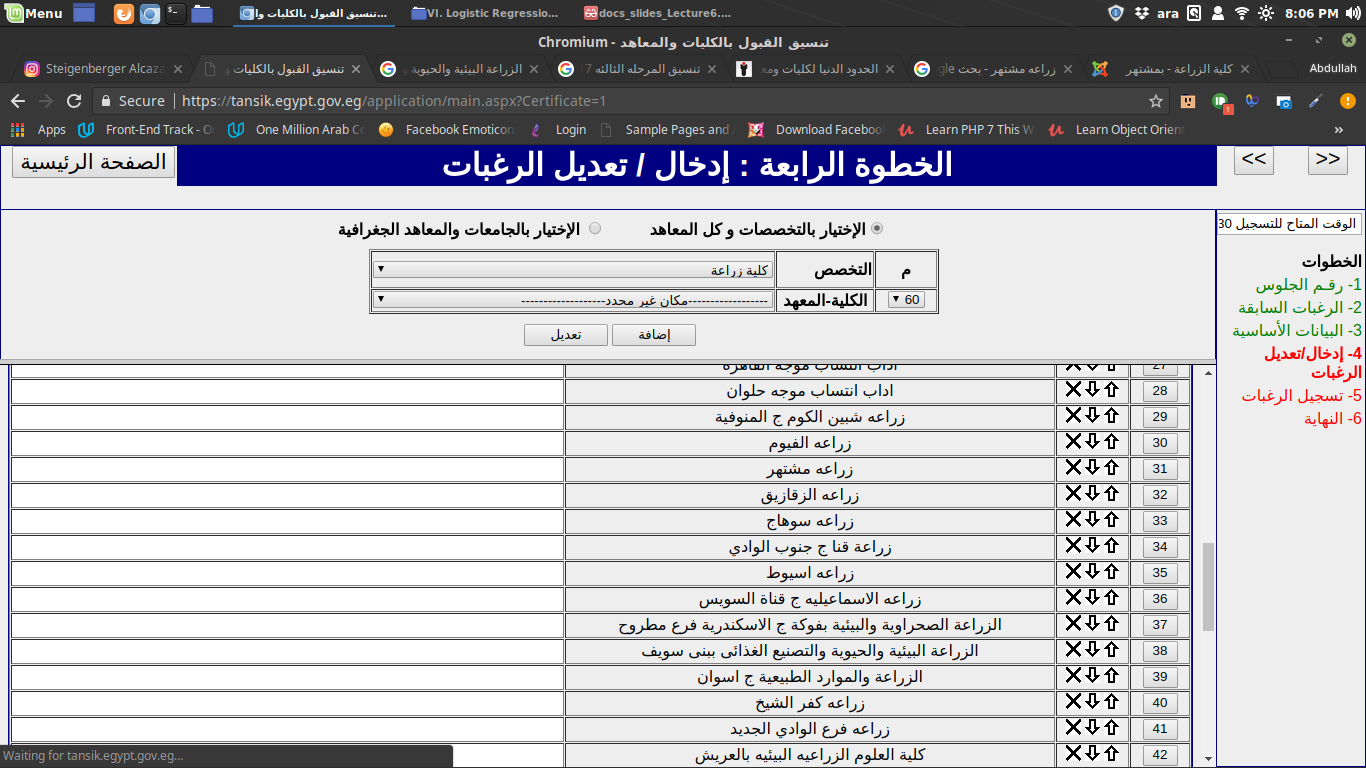 Menu
تنسيق القبول بالكليات وال...
VI. Logistic Regressio...
docs_slides_Lecture6....
ara
8:06 PM
تنسيق القبول بالكليات والمعاهد - Chromium
Steigenberger Alcaza
تنسيق القبول بالكليات و
الزراعة البيئية والحيوية و
تنسيق المرحله الثالثه 7
الحدود الدنيا لكليات ومع
زراعه مشتهر - بحث gle
كلية الزراعة - بمشتهر
Abdullah
Secure
https://tansik.egypt.gov.eg/application/main.aspx?Certificate=1
1
Apps
Front-End Track - O
One Million Arab Co
Facebook Emoticon
Login
Sample Pages and
Download Facebook
Learn PHP 7 This W
Learn Object Orient
»
الصفحة الرئيسية
الخطوة الرابعة : إدخال / تعديل الرغبات
<<
>>
الوقت المتاح للتسجيل 30
الخطوات
1- رقـم الجلوس
2- الرغبات السابقة
3- البيانات الأساسية
4- إدخال/تعديل
الرغبات
5- تسجيل الرغبات
6- النهاية
الإختيار بالتخصصات و كل المعاهد
الإختيار بالجامعات والمعاهد الجغرافية
م
التخصص
كلية زراعة
60
الكلية-المعهد
------------------مكان غير محدد-------------------
إضافة
تعديل
27 اداب انتساب موجه القاهرة
28 اداب انتساب موجه حلوان
29 زراعه شبين الكوم ج المنوفية
30 زراعه الفيوم
31 زراعه مشتهر
32 زراعه الزقازيق
33 زراعه سوهاج
34 زراعة قنا ج جنوب الوادي
35 زراعه اسيوط
36 زراعه الاسماعيليه ج قناة السويس
37 الزراعة الصحراوية والبيئية بفوكة ج الاسكندرية فرع مطروح
38 الزراعة البيئية والحيوية والتصنيع الغذائى ببنى سويف
39 الزراعة والموارد الطبيعية ج اسوان
40 زراعه كفر الشيخ
41 زراعه فرع الوادي الجديد
42 كلية العلوم الزراعيه البيئيه بالعريش
Waiting for tansik.egypt.gov.eg...